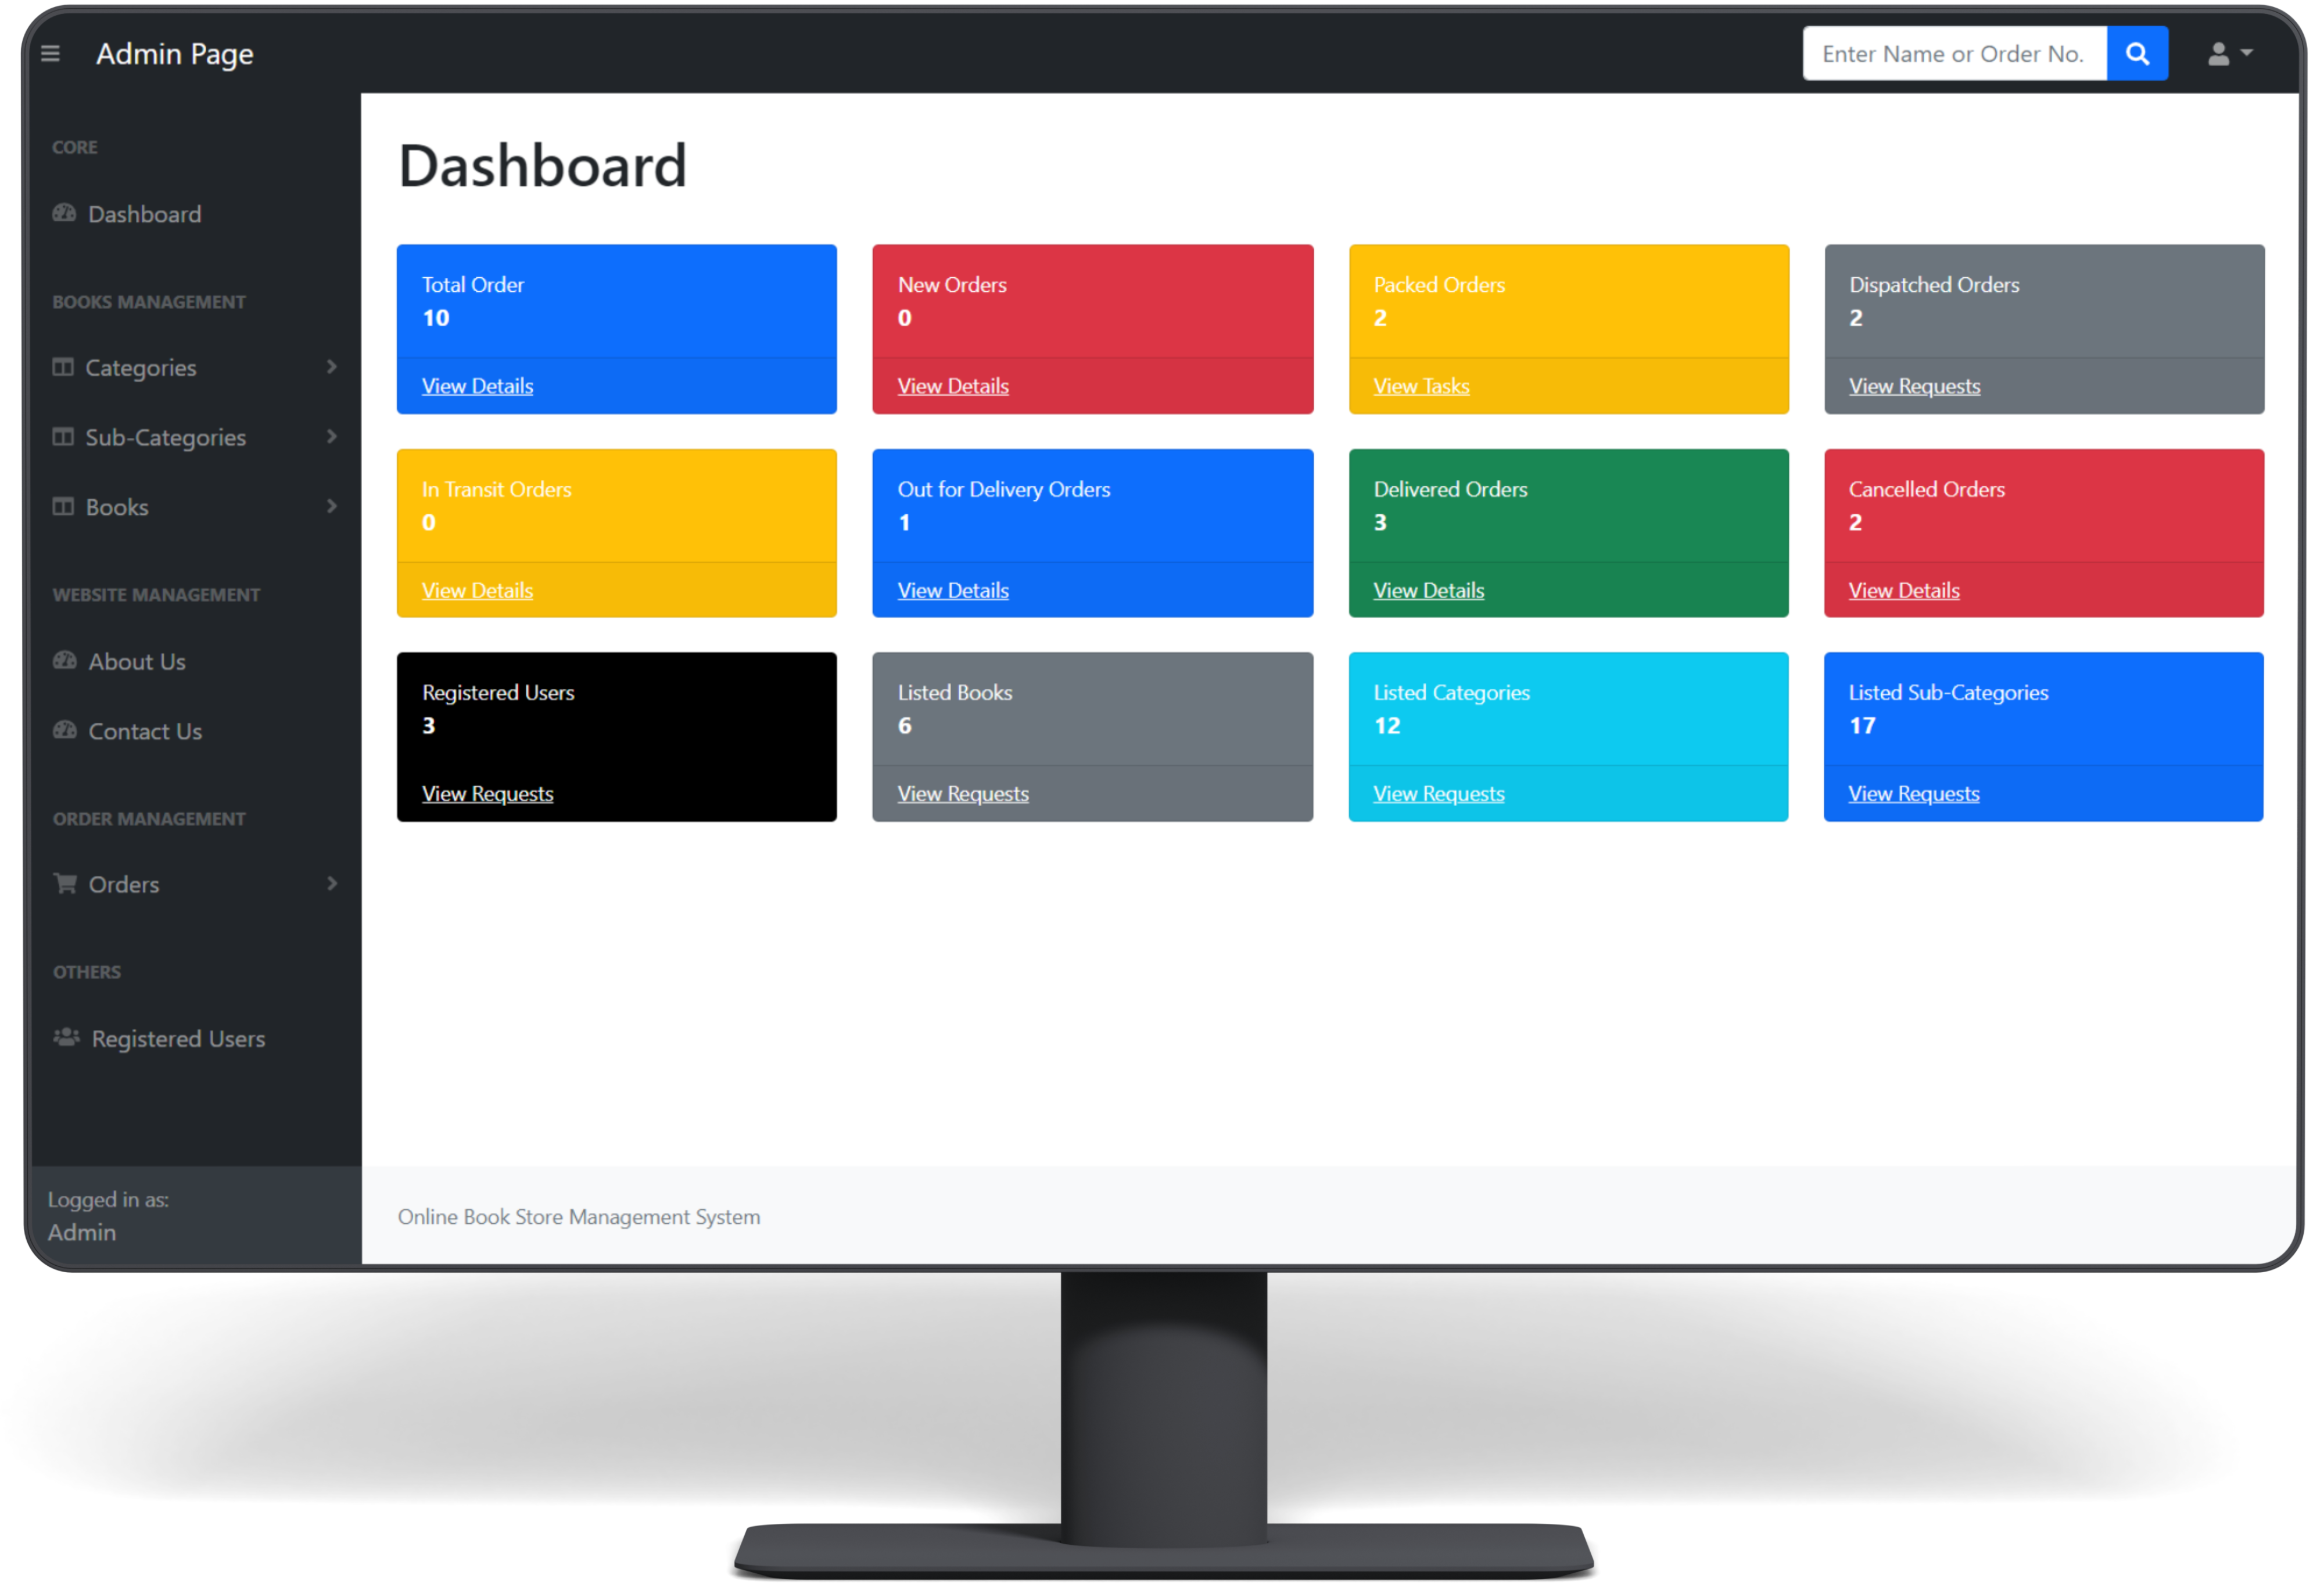 Admin Page
Enter Name or Order No.
CORE
Dashboard
BOOKS MANAGEMENT
Categories
Sub-Categories
Books
WEBSITE MANAGEMENT
About Us
Contact Us
ORDER MANAGEMENT
Orders
OTHERS
Registered Users
Logged in as:
Admin
Dashboard
Total Order
10
View Details
New Orders
0
View Details
Packed Orders
2
View Tasks
Dispatched Orders
2
View Requests
In Transit Orders
0
View Details
Out for Delivery Orders
1
View Details
Delivered Orders
3
View Details
Cancelled Orders
2
View Details
Registered Users
3
View Requests
Listed Books
6
View Requests
Listed Categories
12
View Requests
Listed Sub-Categories
17
View Requests
Online Book Store Management System